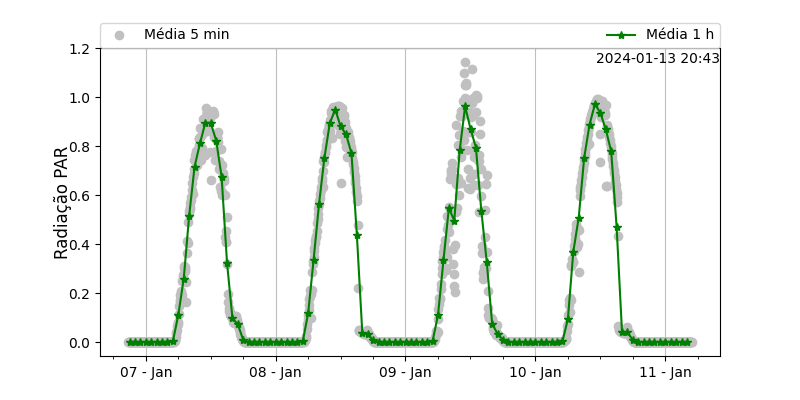 Média 5 min
Média 1 h
2024-01-13 20:43
Radiação PAR
1.2
1.0
0.8
0.6
0.4
0.2
0.0
07 - Jan
08 - Jan
09 - Jan
10 - Jan
11 - Jan